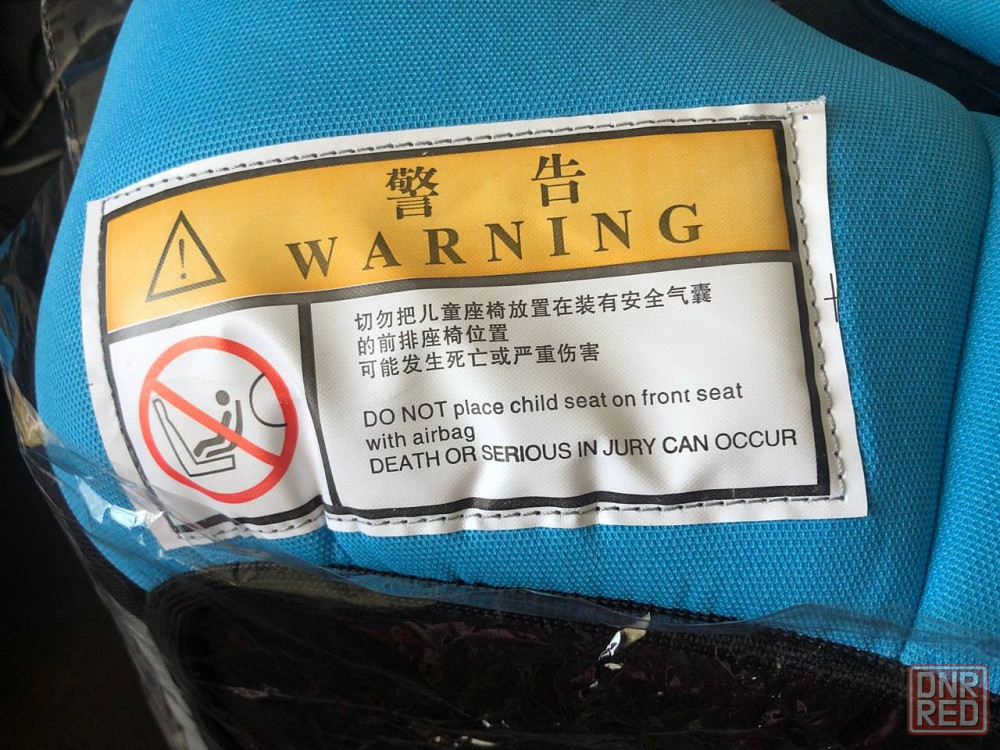 警 告
WARNING
切勿把儿童座椅放置在装有安全气囊
的前排座椅位置
可能发生死亡或严重伤害
DO NOT place child seat on front seat
with airbag
DEATH OR SERIOUS IN JURY CAN OCCUR
DNR
RED